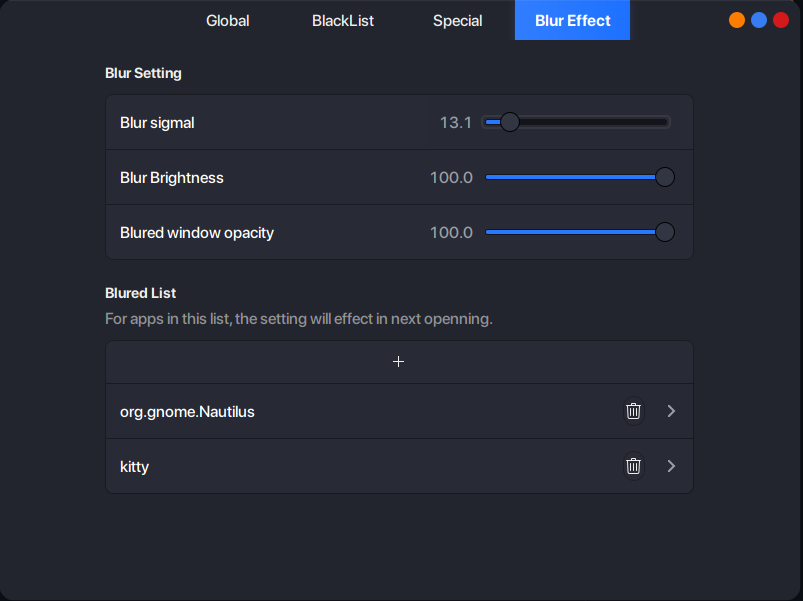 Global BlackList Special Blur Effect
Blur Setting
Blur sigmal 13.1
Blur Brightness 100.0
Blured window opacity 100.0
Blured List
For apps in this list, the setting will effect in next openning.
+
org.gnome.Nautilus
kitty